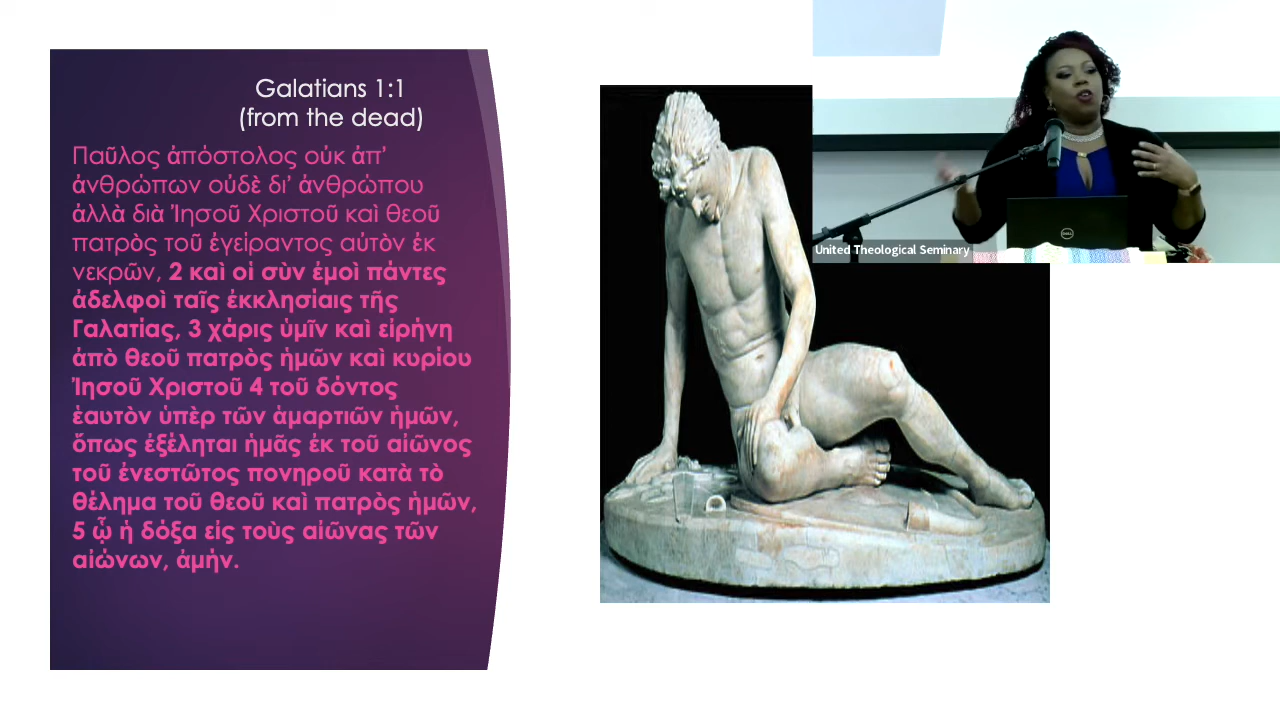 Galatians 1:1
(from the dead)
Παῦλος ἀπόστολος οὐκ ἀπ’
ἀνθρώπων οὐδὲ δι’ ἀνθρώπου
ἀλλὰ διὰ Ἰησοῦ Χριστοῦ καὶ θεοῦ
πατρὸς τοῦ ἐγείραντος αὐτὸν ἐκ
νεκρῶν, 2 καὶ οἱ σὺν ἐμοὶ πάντες
ἀδελφοὶ ταῖς ἐκκλησίαις τῆς
Γαλατίας, 3 χάρις ὑμῖν καὶ εἰρήνη
ἀπὸ θεοῦ πατρὸς ἡμῶν καὶ κυρίου
Ἰησοῦ Χριστοῦ 4 τοῦ δόντος
ἑαυτὸν ὑπὲρ τῶν ἁμαρτιῶν ἡμῶν,
ὅπως ἐξέληται ἡμᾶς ἐκ τοῦ αἰῶνος
τοῦ ἐνεστῶτος πονηροῦ κατὰ τὸ
θέλημα τοῦ θεοῦ καὶ πατρὸς ἡμῶν,
5 ᾧ ἡ δόξα εἰς τοὺς αἰῶνας τῶν
αἰώνων, ἀμήν.
United Theological Seminary
DELL